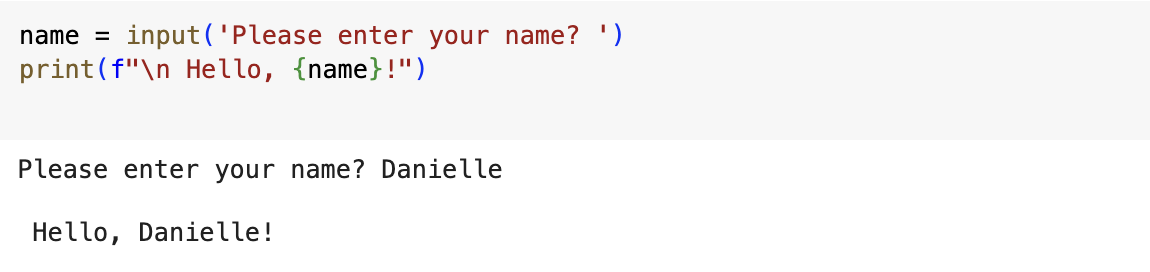 name = input('Please enter your name? ')
print(f"\n Hello, {name}!")
Please enter your name? Danielle
Hello, Danielle!